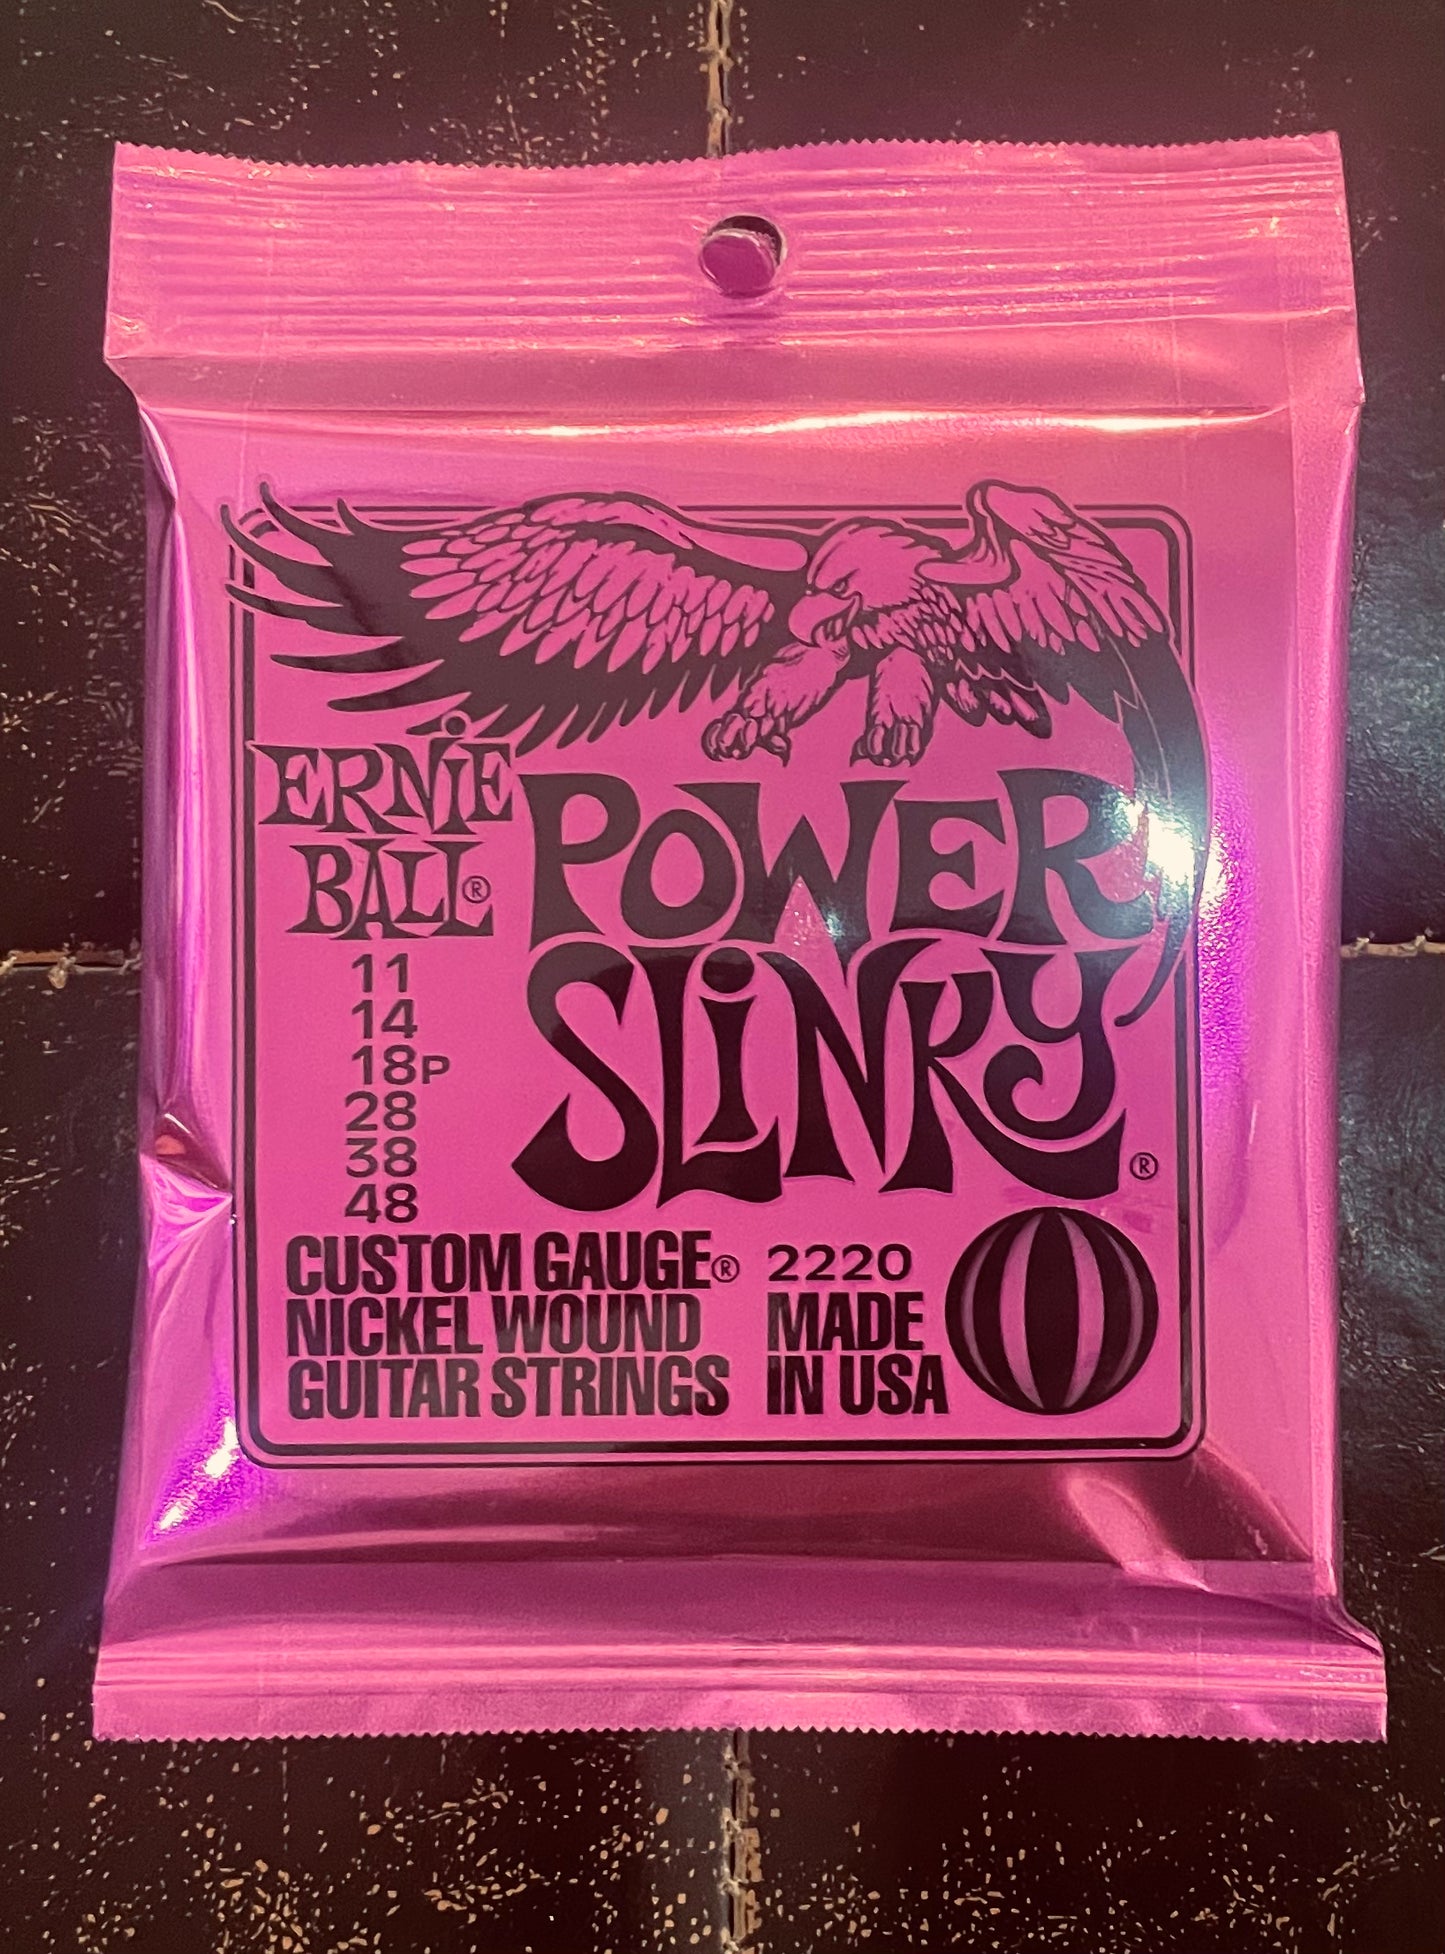 ERNIE
BALL®
POWER
SLINKY®
11
14
18P
28
38
48
CUSTOM GAUGE®
NICKEL WOUND
GUITAR STRINGS
2220
MADE
IN USA